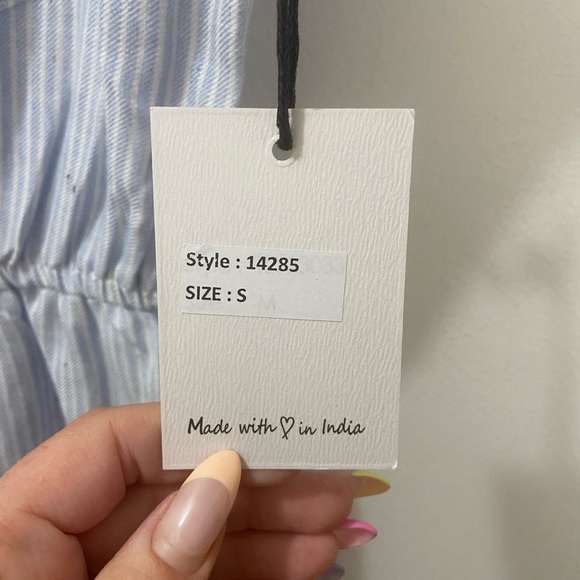 Style : 14285
SIZE : S
Made with ♡ in India